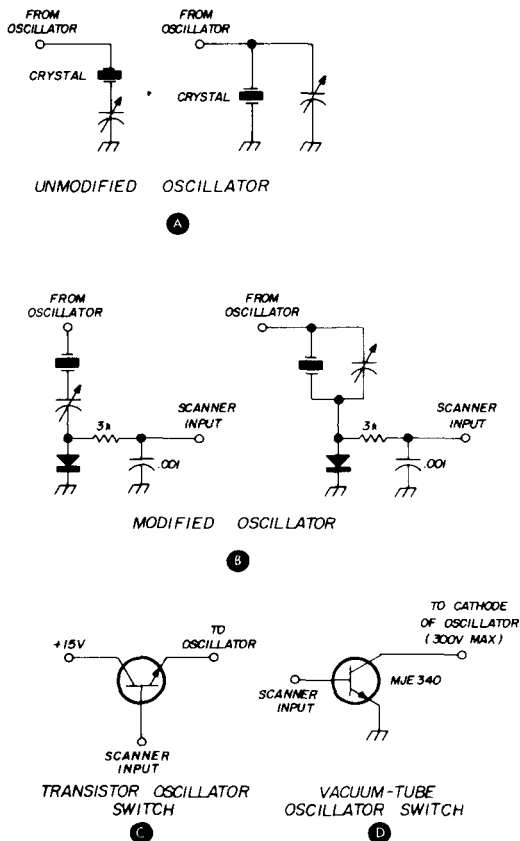 FROM
OSCILLATOR
CRYSTAL
FROM
OSCILLATOR
CRYSTAL
UNMODIFIED OSCILLATOR
A
FROM
OSCILLATOR
3k
SCANNER
INPUT
.001
FROM
OSCILLATOR
3k
SCANNER
INPUT
.001
MODIFIED OSCILLATOR
B
+15V
TO
OSCILLATOR
SCANNER
INPUT
TRANSISTOR OSCILLATOR
SWITCH
C
TO CATHODE
OF OSCILLATOR
(300V MAX)
MJE340
SCANNER
INPUT
VACUUM-TUBE
OSCILLATOR SWITCH
D